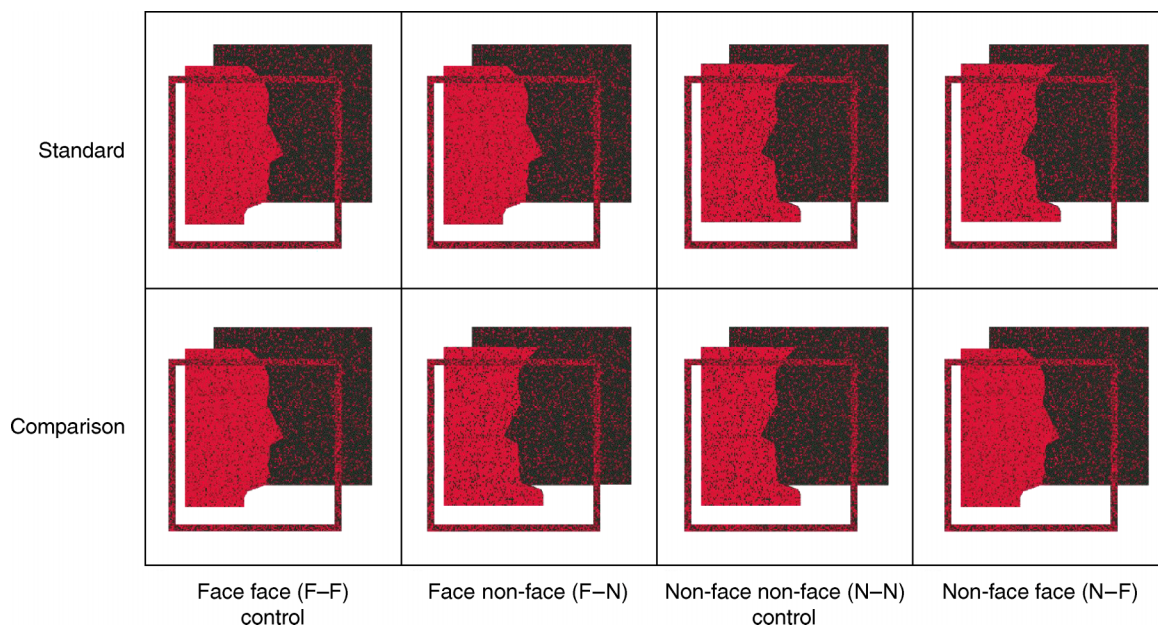 Standard
Comparison
Face face (F–F)
control
Face non-face (F–N)
Non-face non-face (N–N)
control
Non-face face (N–F)